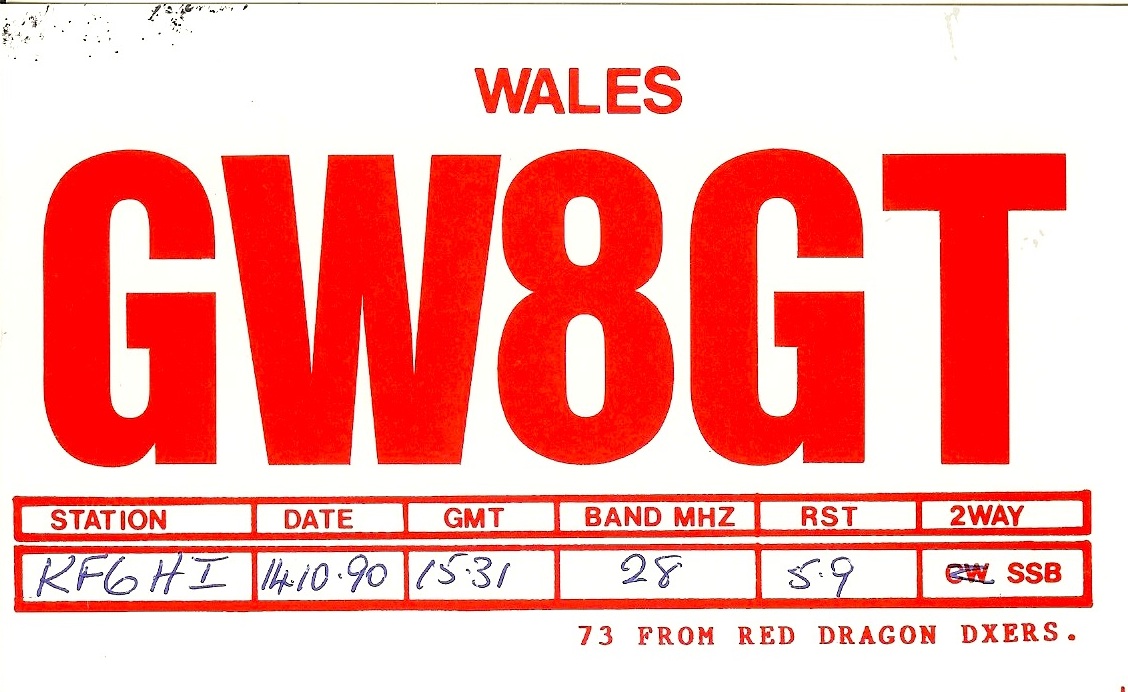 WALES
GW8GT
STATION DATE GMT BAND MHZ RST 2WAY
KF6HI 14.10.90 15.31 28 5.9 CW SSB
73 FROM RED DRAGON DXERS.